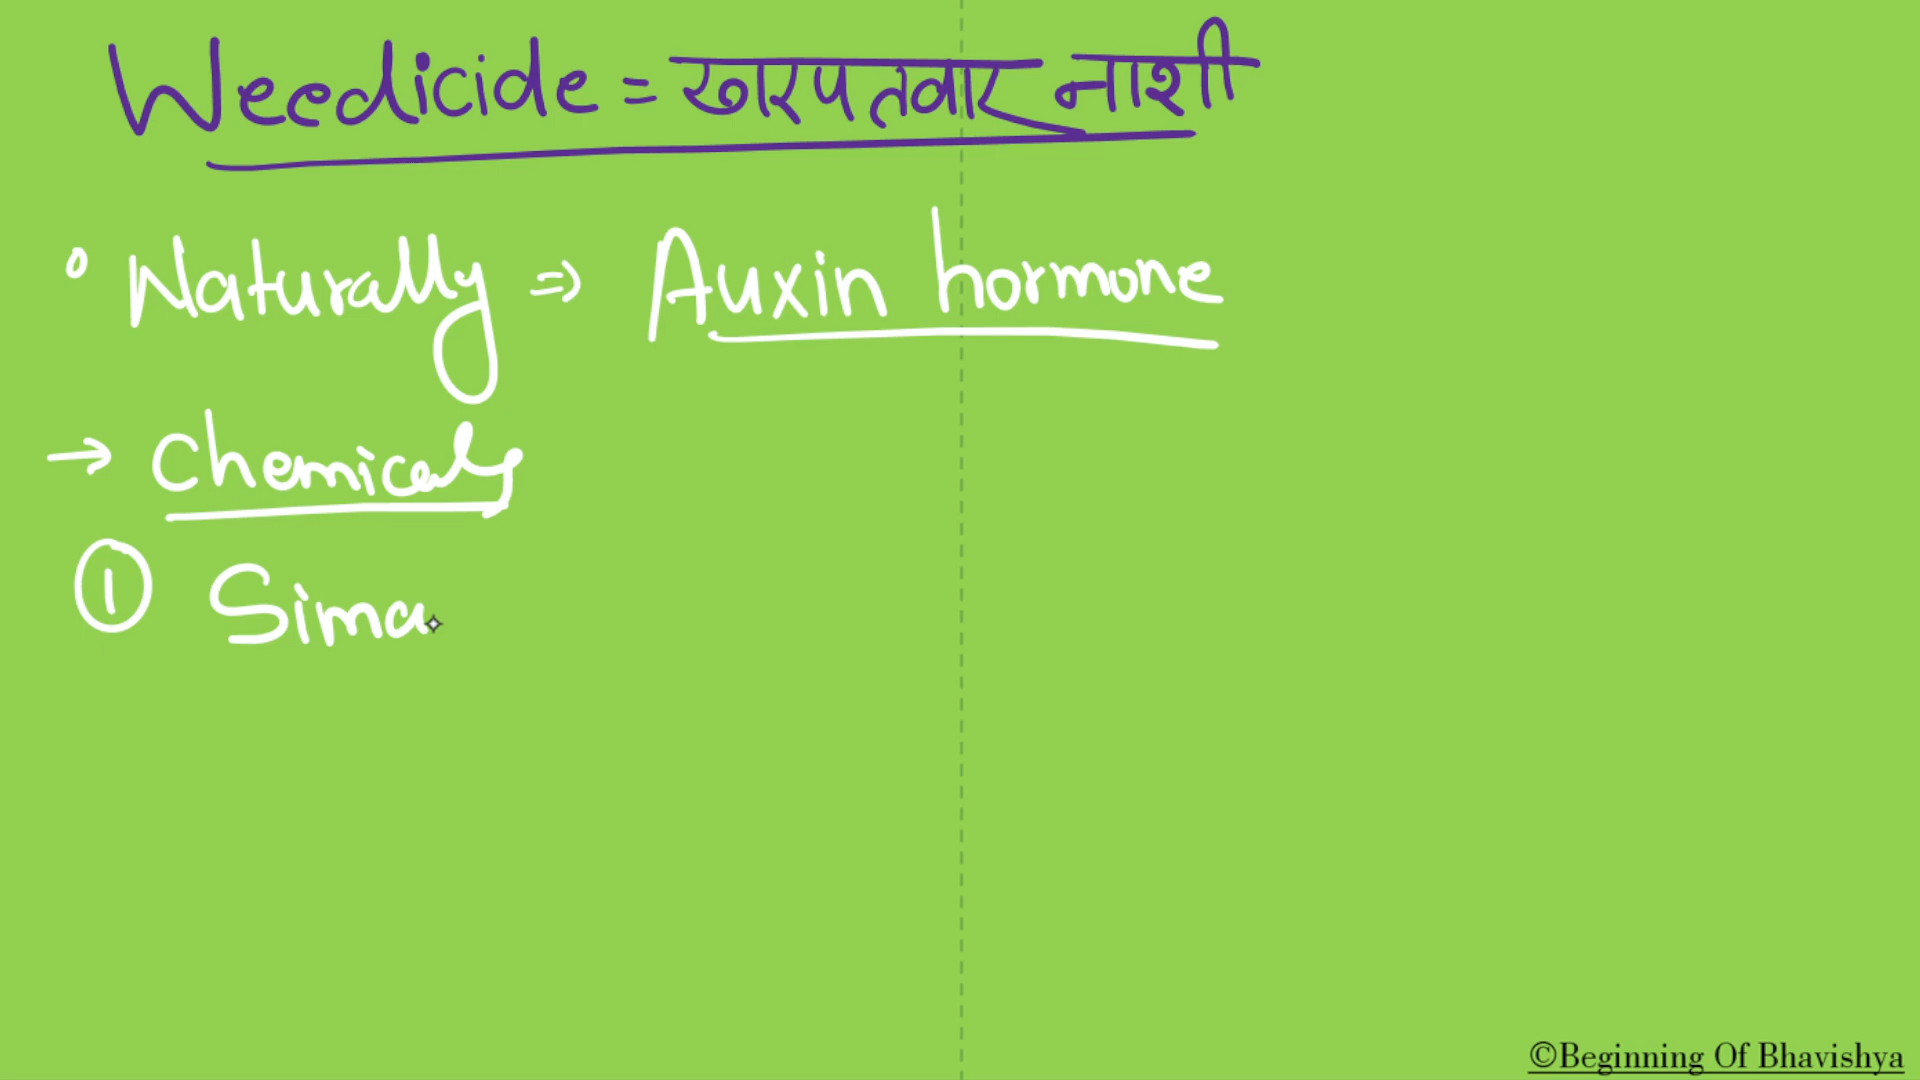 Weedicide = खरपतवार नाशी
• Naturally ⇒ Auxin hormone
→ Chemicals
① Sima
©Beginning Of Bhavishya